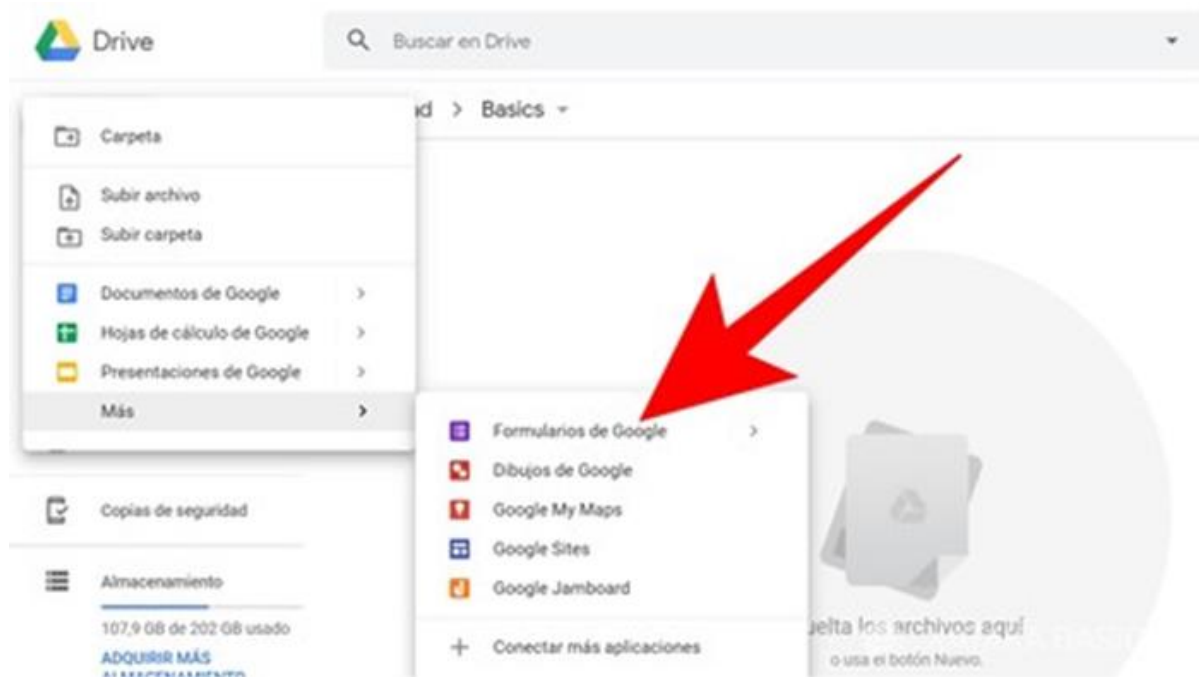 Drive
Buscar en Drive
Basics
Carpeta
Subir archivo
Subir carpeta
Documentos de Google
Hojas de cálculo de Google
Presentaciones de Google
Más
Formularios de Google
Dibujos de Google
Google My Maps
Google Sites
Google Jamboard
Conectar más aplicaciones
Copias de seguridad
Almacenamiento
107,9 GB de 202 GB usado
ADQUIRIR MÁS
ALMACENAMIENTO
los archivos aquí
o usa el botón Nuevo.